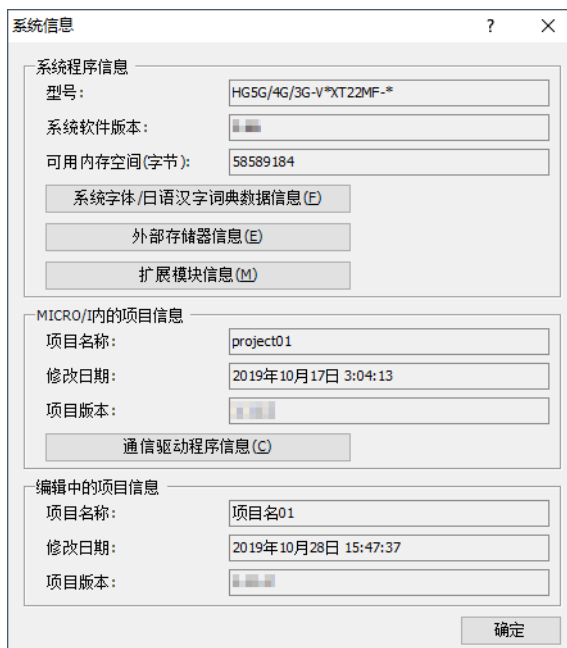 系统信息
? ×
系统程序信息
型号: HG5G/4G/3G-V*XT22MF-*
系统软件版本:
可用内存空间(字节): 58589184
系统字体/日语汉字词典数据信息(F)
外部存储器信息(E)
扩展模块信息(M)
MICRO/I内的项目信息
项目名称: project01
修改日期: 2019年10月17日 3:04:13
项目版本:
通信驱动程序信息(C)
编辑中的项目信息
项目名称: 项目名01
修改日期: 2019年10月28日 15:47:37
项目版本:
确定